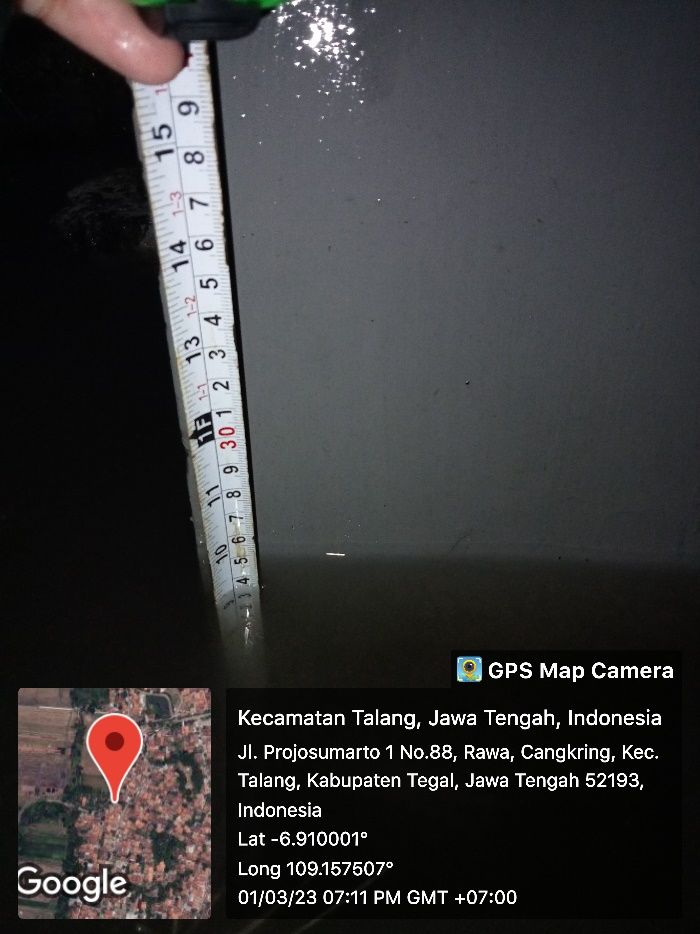 9
15
8
1-3
7
14
6
5
1-2
4
13
3
2
1-1
1
1F
30
9
11
8
7
6
10
5
4
3
GPS Map Camera
Kecamatan Talang, Jawa Tengah, Indonesia
Jl. Projosumarto 1 No.88, Rawa, Cangkring, Kec.
Talang, Kabupaten Tegal, Jawa Tengah 52193,
Indonesia
Lat -6.910001°
Long 109.157507°
01/03/23 07:11 PM GMT +07:00
Google